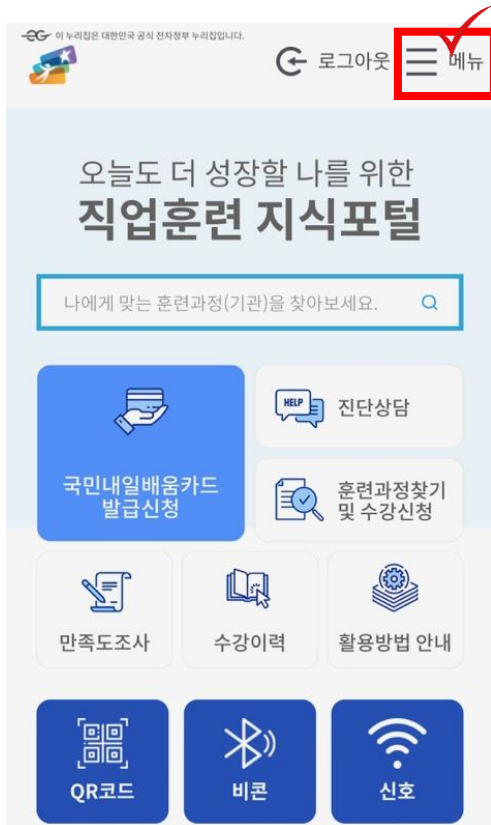 이 누리집은 대한민국 공식 전자정부 누리집입니다.
로그아웃 메뉴
오늘도 더 성장할 나를 위한
직업훈련 지식포털
나에게 맞는 훈련과정(기관)을 찾아보세요.
국민내일배움카드
발급신청
HELP
진단상담
훈련과정찾기
및 수강신청
만족도조사
수강이력
활용방법 안내
QR코드
비콘
신호